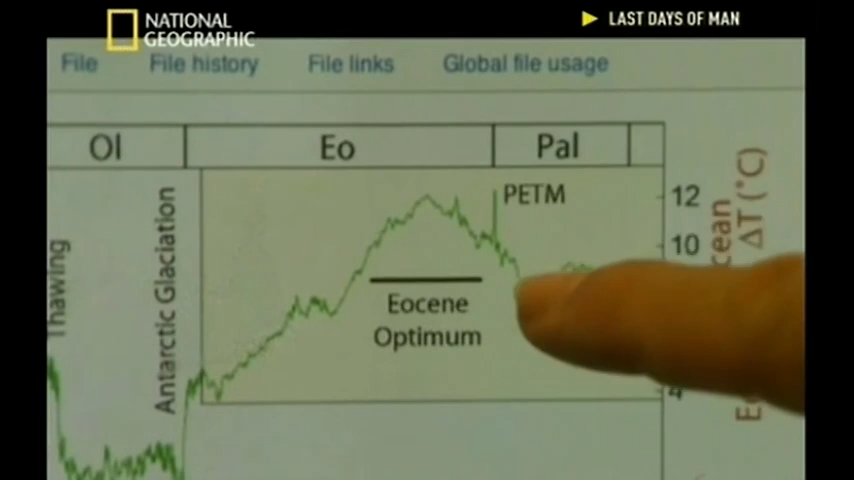 NATIONAL
GEOGRAPHIC
LAST DAYS OF MAN
File File history File links Global file usage
Ol Eo Pal
PETM
12
10
4
Thawing
Antarctic Glaciation
Eocene
Optimum
ΔT (°C)